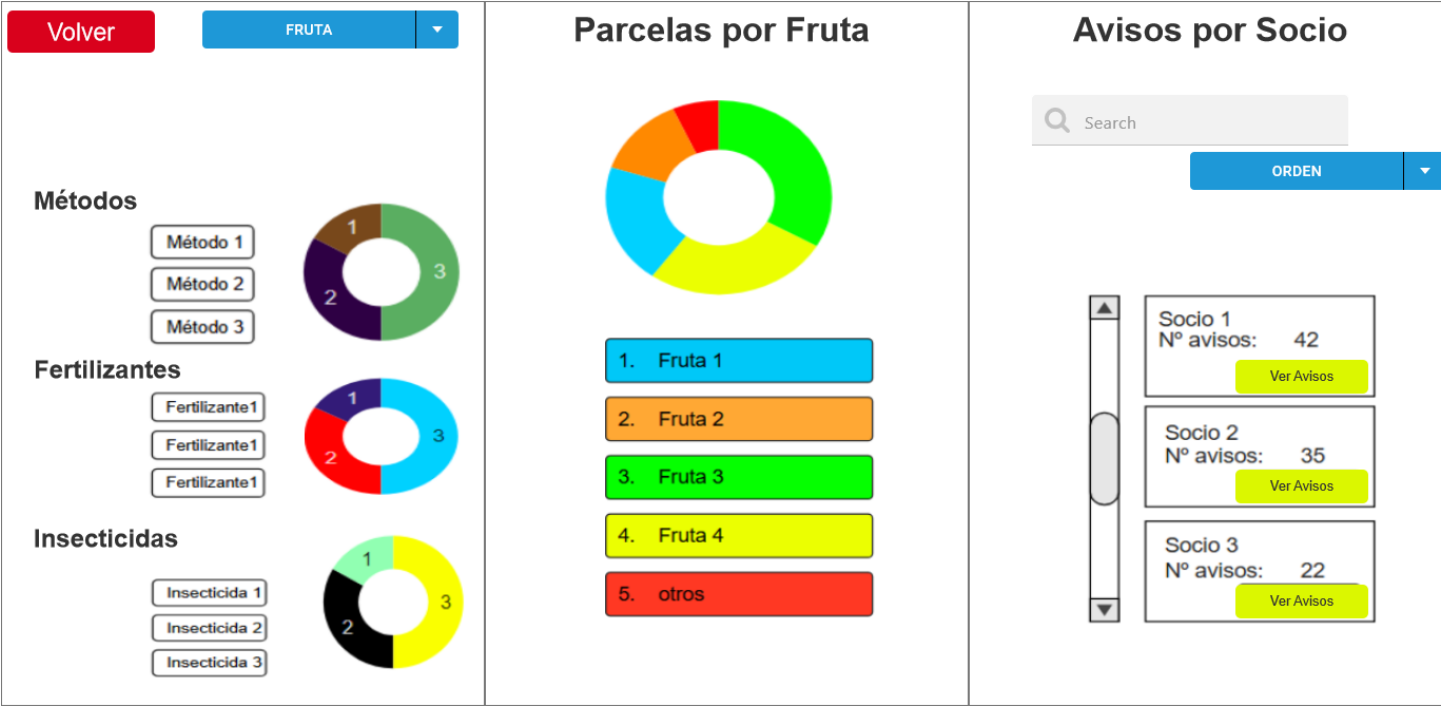 Volver
FRUTA
Métodos
Método 1
Método 2
Método 3
1
2
3
Fertilizantes
Fertilizante1
Fertilizante1
Fertilizante1
1
2
3
Insecticidas
Insecticida 1
Insecticida 2
Insecticida 3
1
2
3
Parcelas por Fruta
1. Fruta 1
2. Fruta 2
3. Fruta 3
4. Fruta 4
5. otros
Avisos por Socio
Search
ORDEN
Socio 1
Nº avisos: 42
Ver Avisos
Socio 2
Nº avisos: 35
Ver Avisos
Socio 3
Nº avisos: 22
Ver Avisos